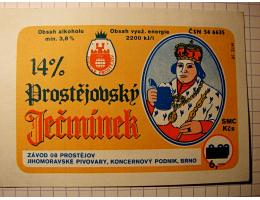 Obsah alkoholu
min. 3,8 %
Obsah využ. energie
2200 kJ/l
ČSN 56 6635
14%
Prostějovský
Ječmínek
SMC
Kčs
ZÁVOD 08 PROSTĚJOV
JIHOMORAVSKÉ PIVOVARY, KONCERNOVÝ PODNIK, BRNO